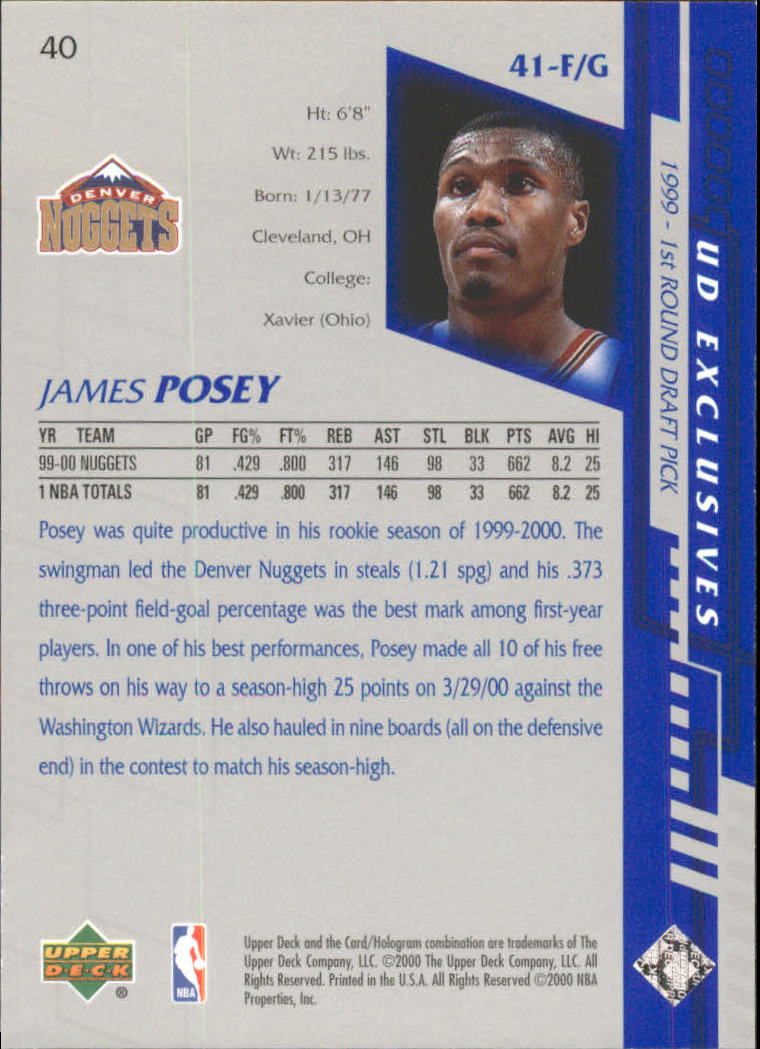 40
41-F/G
Ht: 6'8"
Wt: 215 lbs.
Born: 1/13/77
Cleveland, OH
College:
Xavier (Ohio)
DENVER
NUGGETS
JAMES POSEY
YR TEAM GP FG% FT% REB AST STL BLK PTS AVG HI
99-00 NUGGETS 81 .429 .800 317 146 98 33 662 8.2 25
1 NBA TOTALS 81 .429 .800 317 146 98 33 662 8.2 25
Posey was quite productive in his rookie season of 1999-2000. The
swingman led the Denver Nuggets in steals (1.21 spg) and his .373
three-point field-goal percentage was the best mark among first-year
players. In one of his best performances, Posey made all 10 of his free
throws on his way to a season-high 25 points on 3/29/00 against the
Washington Wizards. He also hauled in nine boards (all on the defensive
end) in the contest to match his season-high.
1999 - 1st ROUND DRAFT PICK
UD EXCLUSIVES
UPPER
D·E·C·K
®
NBA
Upper Deck and the Card/Hologram combination are trademarks of The
Upper Deck Company, LLC. ©2000 The Upper Deck Company, LLC. All
Rights Reserved. Printed in the U.S.A. All Rights Reserved ©2000 NBA
Properties, Inc.